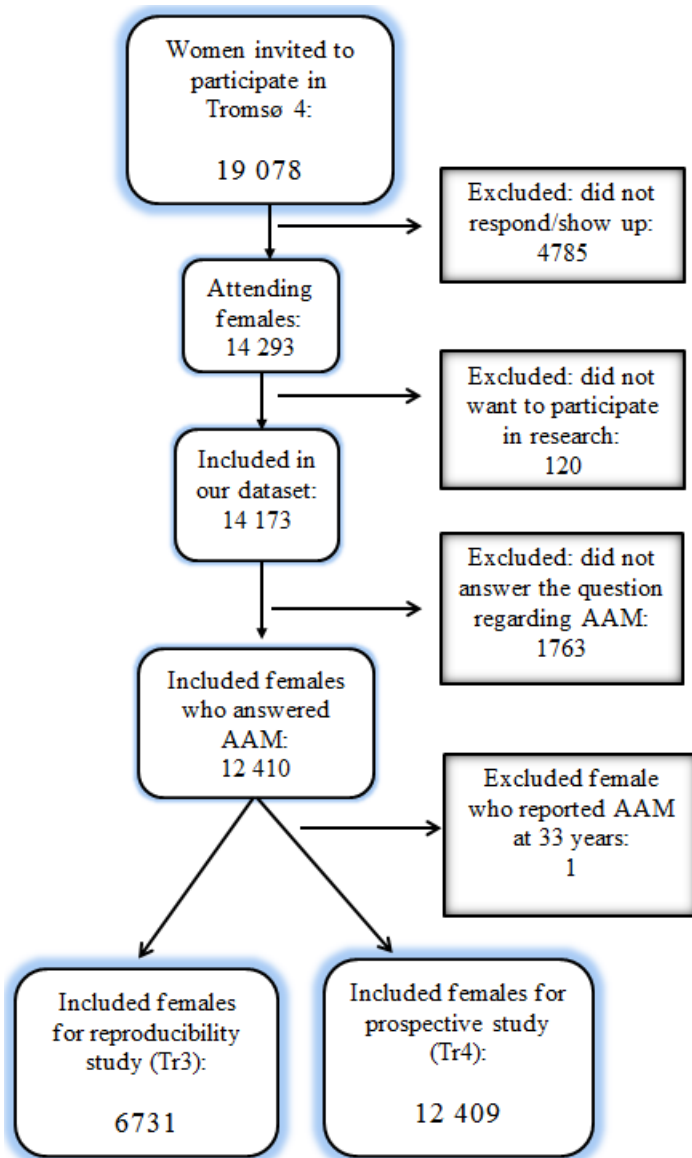 Women invited to
participate in
Tromsø 4:
19 078
Excluded: did not
respond/show up:
4785
Attending
females:
14 293
Excluded: did not
want to participate
in research:
120
Included in
our dataset:
14 173
Excluded: did not
answer the question
regarding AAM:
1763
Included females
who answered
AAM:
12 410
Excluded female
who reported AAM
at 33 years:
1
Included females
for reproducibility
study (Tr3):
6731
Included females for
prospective study
(Tr4):
12 409